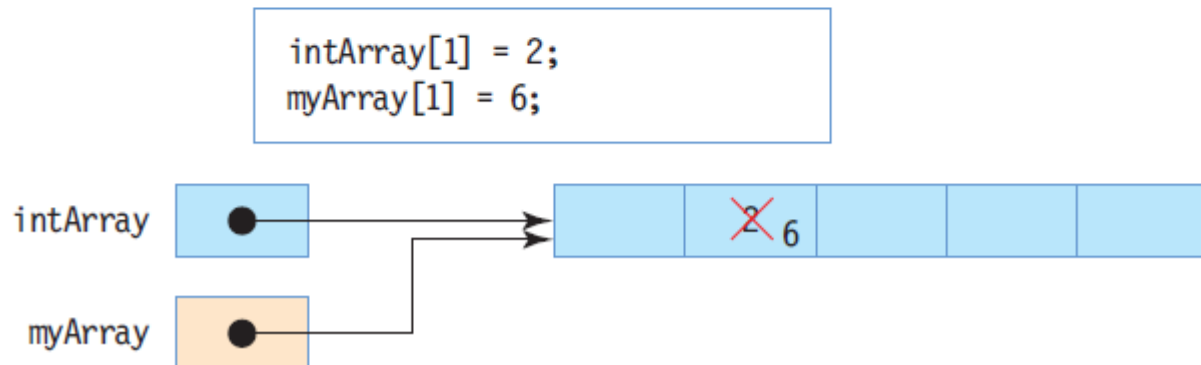 intArray[1] = 2;
myArray[1] = 6;
intArray
2 6
myArray